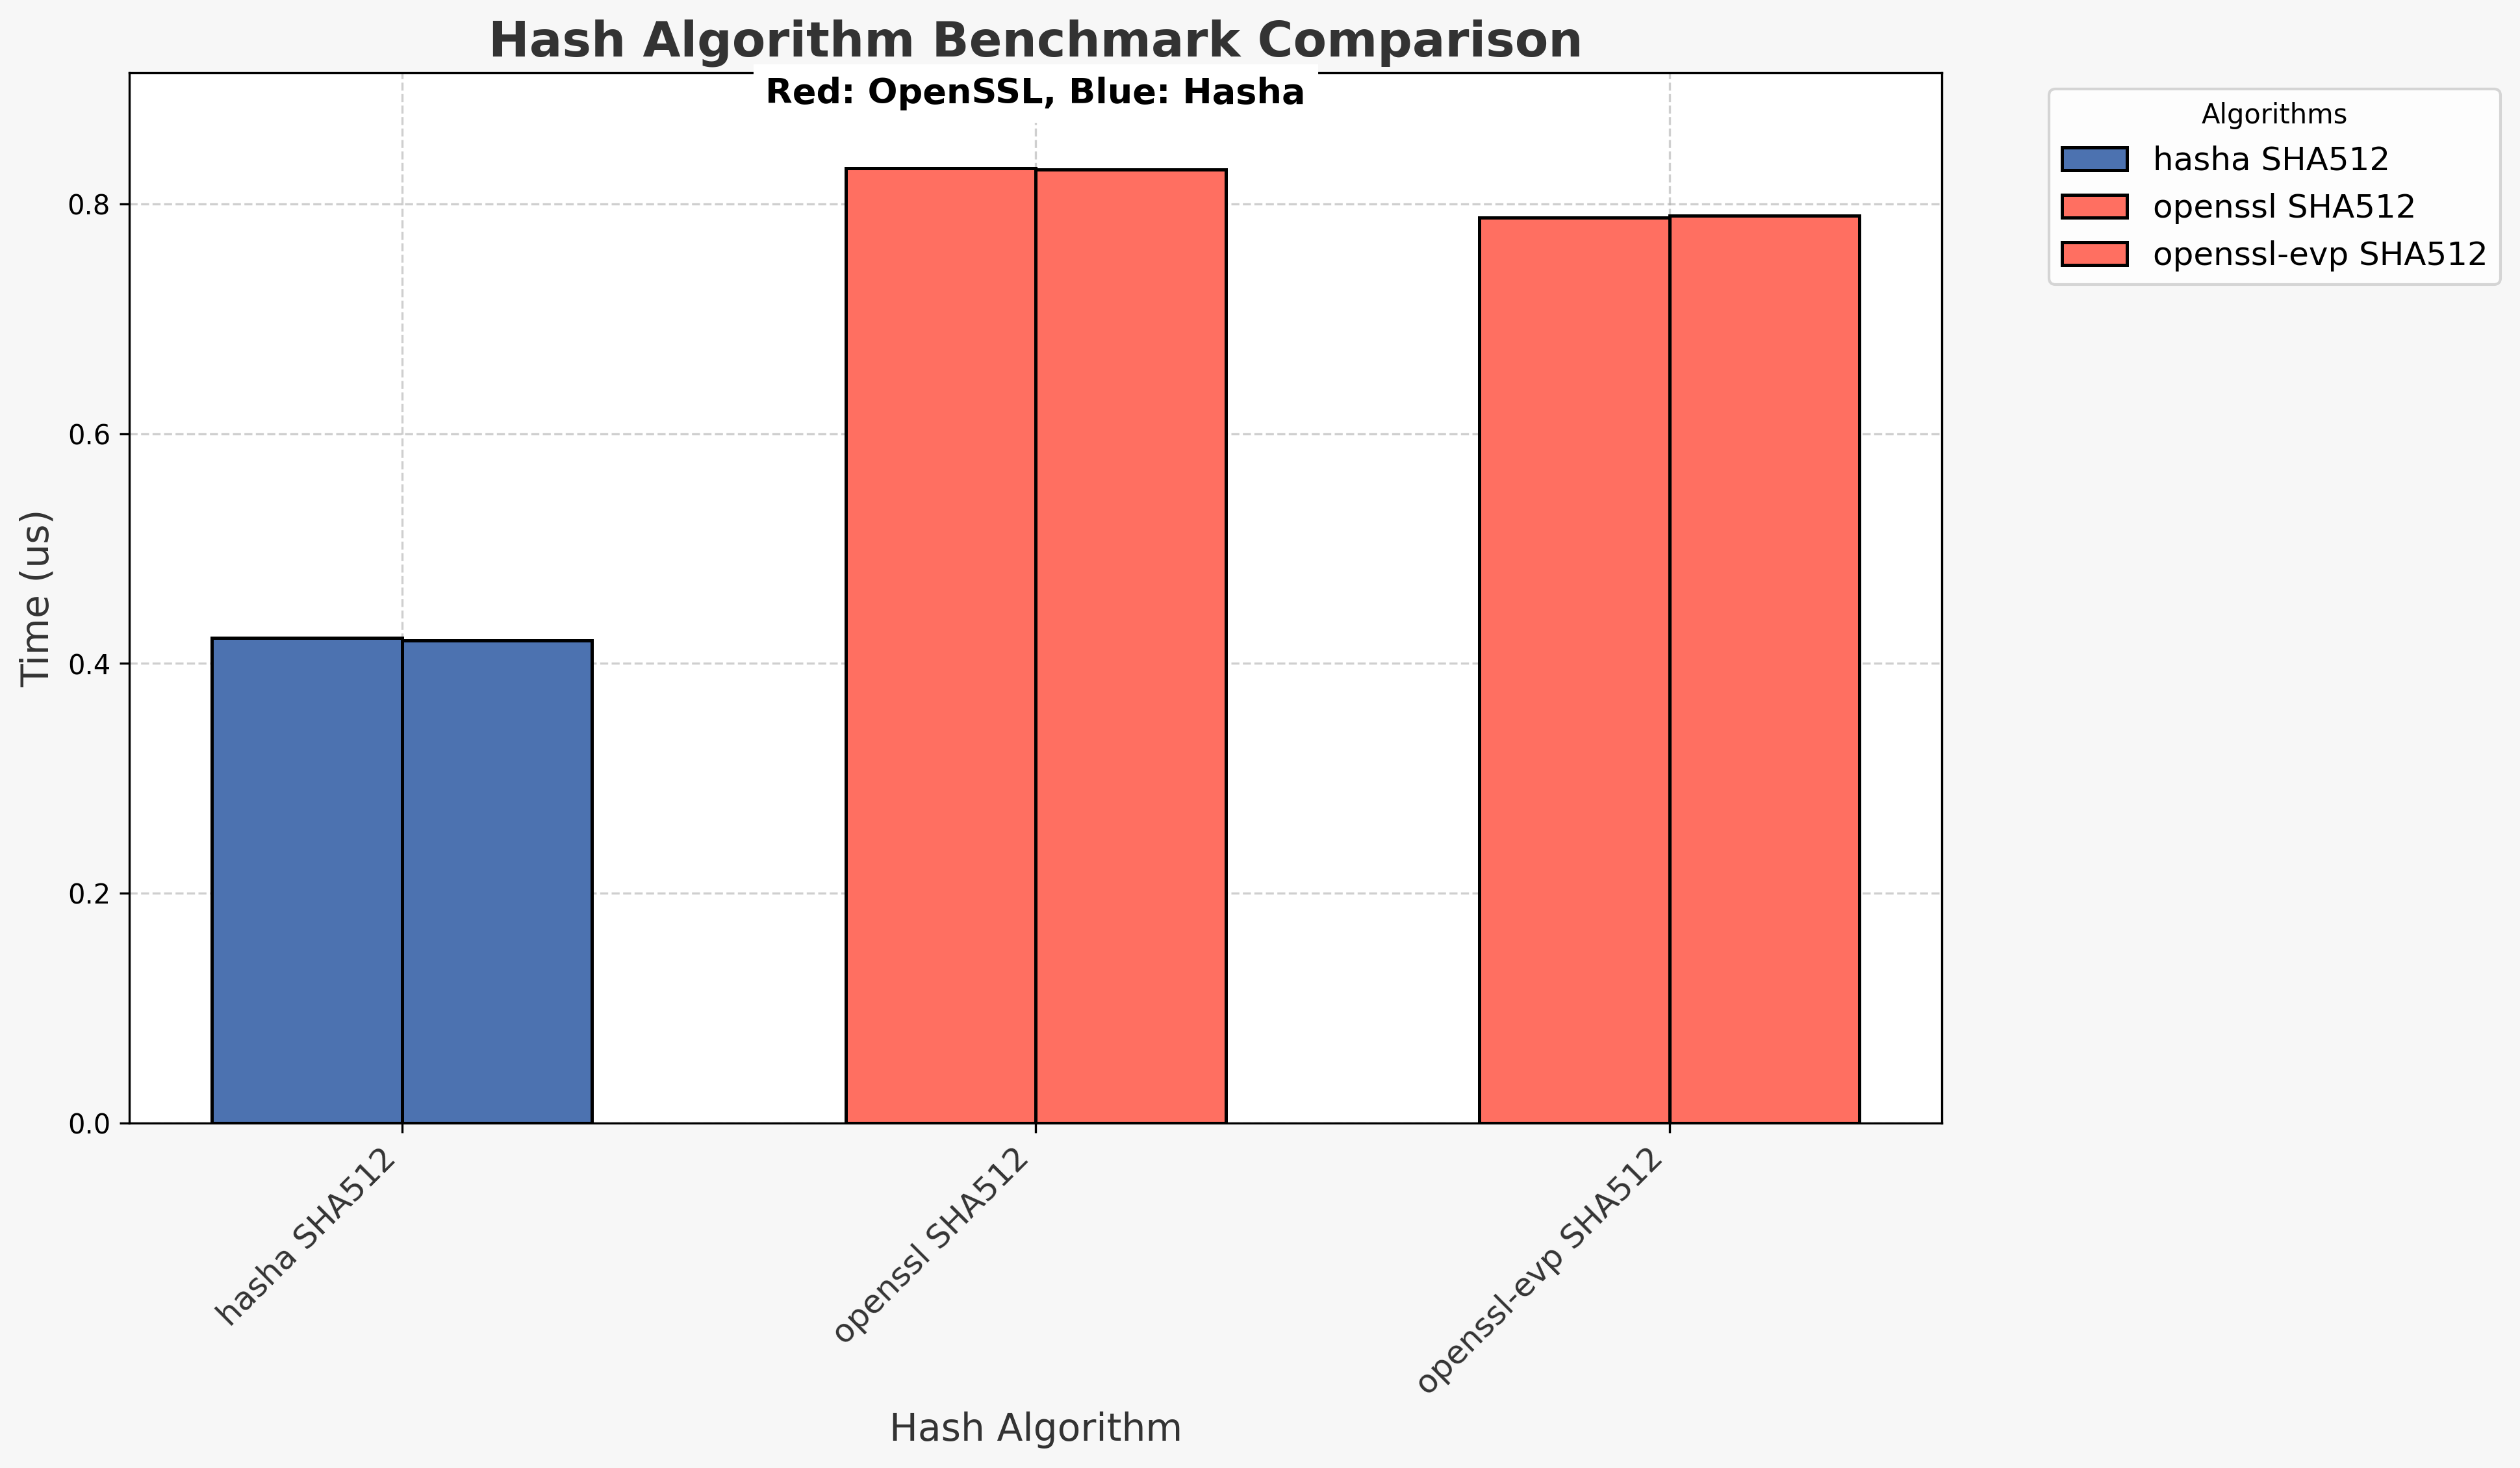 Hash Algorithm Benchmark Comparison
Red: OpenSSL, Blue: Hasha
Algorithms
hasha SHA512
openssl SHA512
openssl-evp SHA512
Time (us)
0.8
0.6
0.4
0.2
0.0
hasha SHA512
openssl SHA512
openssl-evp SHA512
Hash Algorithm